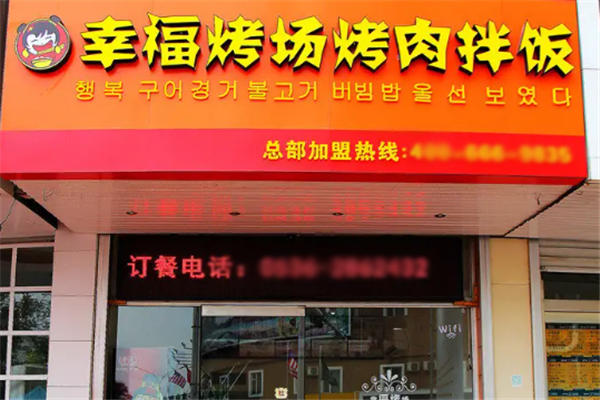 幸福烤场烤肉拌饭
행복 구어경거불고거 버빔밥 울 선 보였다
总部加盟热线:
订餐电话:
Wifi